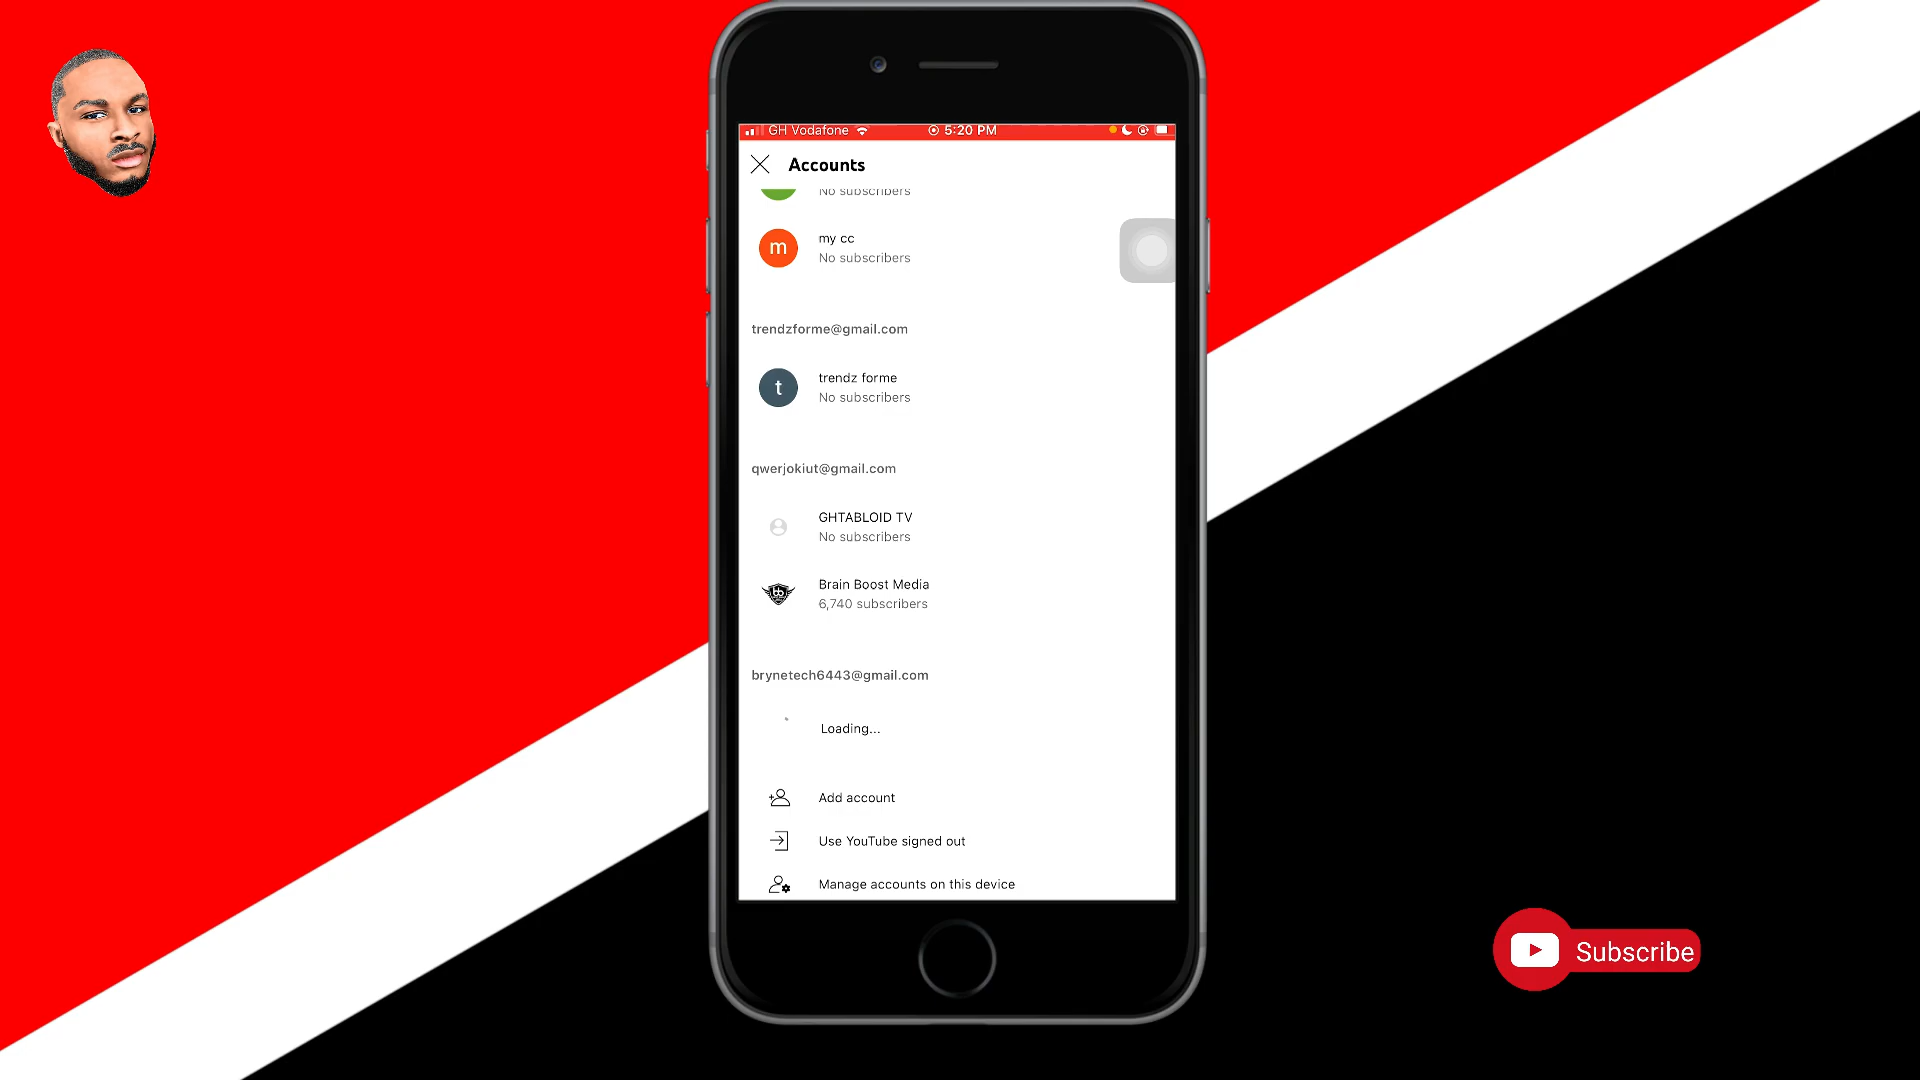 GH Vodafone 5:20 PM
Accounts
No subscribers
m
my cc
No subscribers
trendzforme@gmail.com
t
trendz forme
No subscribers
qwerjokiut@gmail.com
GHTABLOID TV
No subscribers
bb
Brain Boost Media
6,740 subscribers
brynetech6443@gmail.com
Loading...
Add account
Use YouTube signed out
Manage accounts on this device
Subscribe